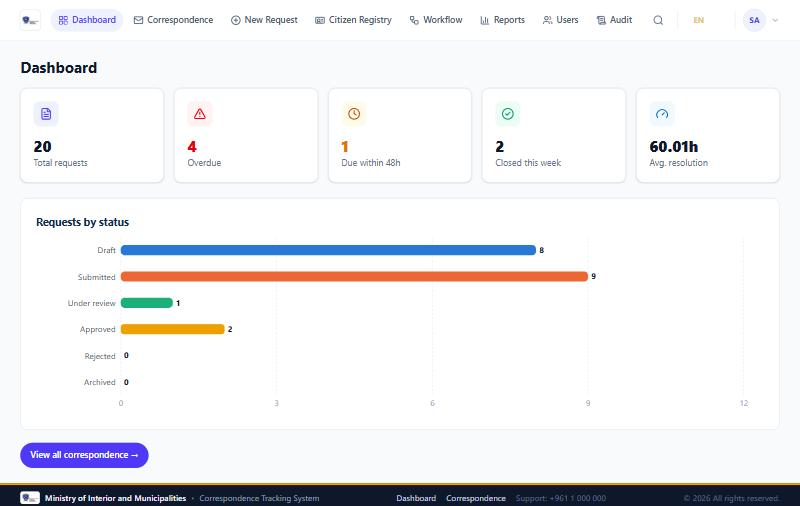 Dashboard Correspondence New Request Citizen Registry Workflow Reports Users Audit EN SA
Dashboard
20
Total requests
4
Overdue
1
Due within 48h
2
Closed this week
60.01h
Avg. resolution
Requests by status
Draft 8
Submitted 9
Under review 1
Approved 2
Rejected 0
Archived 0
0 3 6 9 12
View all correspondence →
Ministry of Interior and Municipalities · Correspondence Tracking System Dashboard Correspondence Support: +961 1 000 000 © 2026 All rights reserved.